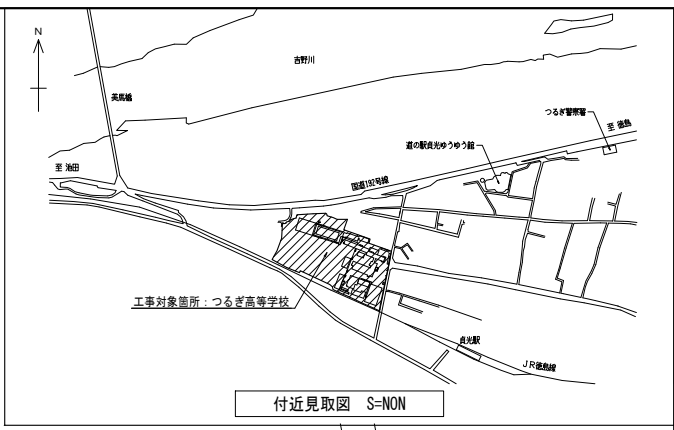 N
吉野川
美馬橋
つるぎ警察署
至 徳島
道の駅貞光ゆうゆう館
至 池田
国道192号線
工事対象箇所：つるぎ高等学校
貞光駅
JR徳島線
付近見取図 S=NON